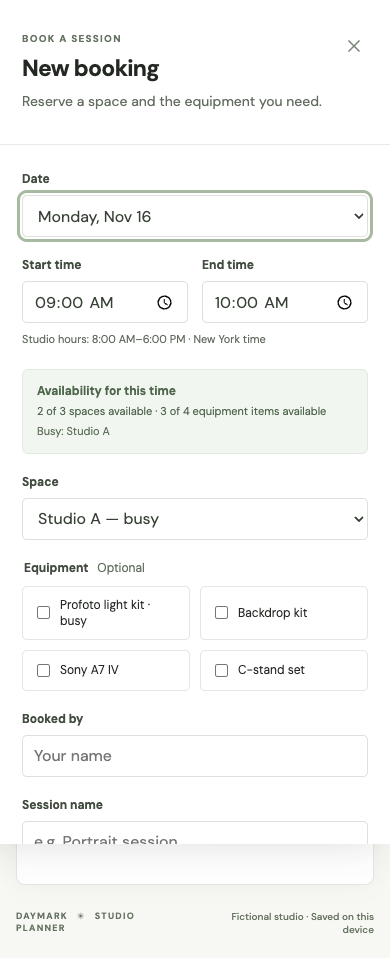 BOOK A SESSION
New booking
Reserve a space and the equipment you need.
Date
Monday, Nov 16
Start time
End time
09:00 AM
10:00 AM
Studio hours: 8:00 AM–6:00 PM · New York time
Availability for this time
2 of 3 spaces available · 3 of 4 equipment items available
Busy: Studio A
Space
Studio A — busy
Equipment Optional
Profoto light kit ·
busy
Backdrop kit
Sony A7 IV
C-stand set
Booked by
Your name
Session name
e.g. Portrait session
DAYMARK ✷ STUDIO
PLANNER
Fictional studio · Saved on this
device